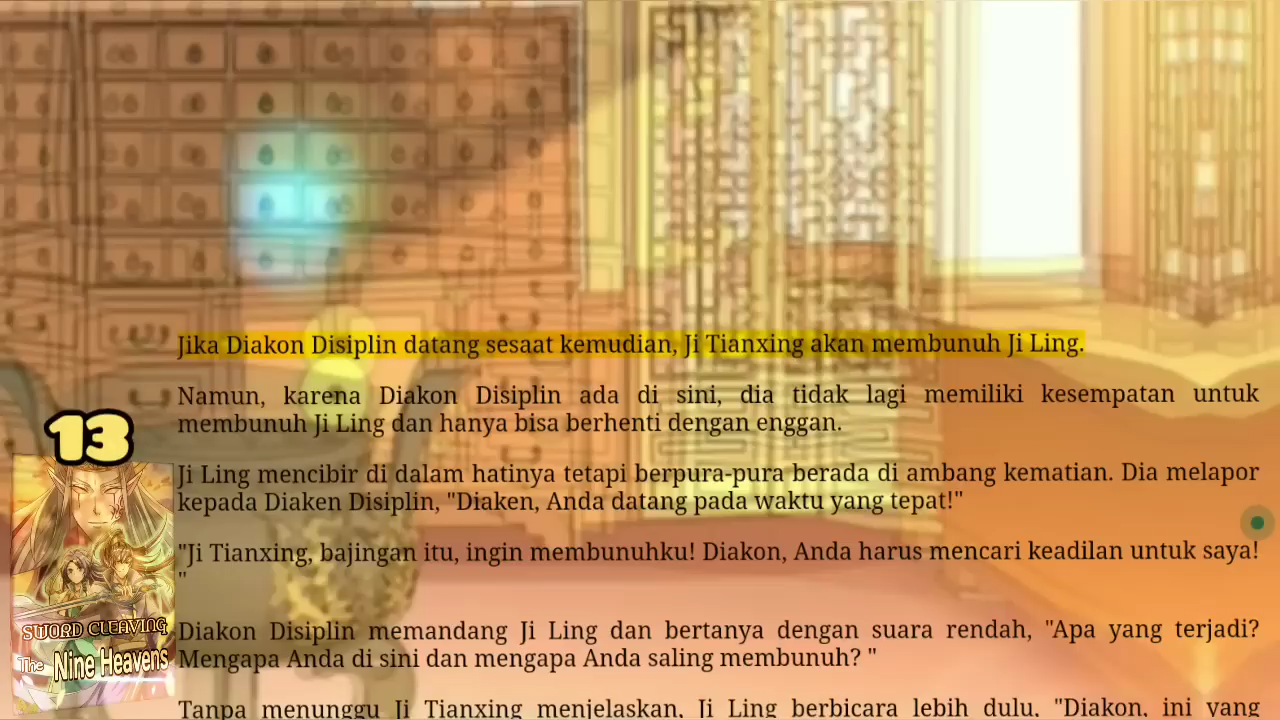 Jika Diakon Disiplin datang sesaat kemudian, Ji Tianxing akan membunuh Ji Ling.
Namun, karena Diakon Disiplin ada di sini, dia tidak lagi memiliki kesempatan untuk
membunuh Ji Ling dan hanya bisa berhenti dengan enggan.
Ji Ling mencibir di dalam hatinya tetapi berpura-pura berada di ambang kematian. Dia melapor
kepada Diaken Disiplin, "Diaken, Anda datang pada waktu yang tepat!"
"Ji Tianxing, bajingan itu, ingin membunuhku! Diakon, Anda harus mencari keadilan untuk saya!
"
Diakon Disiplin memandang Ji Ling dan bertanya dengan suara rendah, "Apa yang terjadi?
Mengapa Anda di sini dan mengapa Anda saling membunuh? "
Tanpa menunggu Ji Tianxing menjelaskan, Ji Ling berbicara lebih dulu, "Diakon, ini yang
13
SWORD CLEAVING
The Nine Heavens